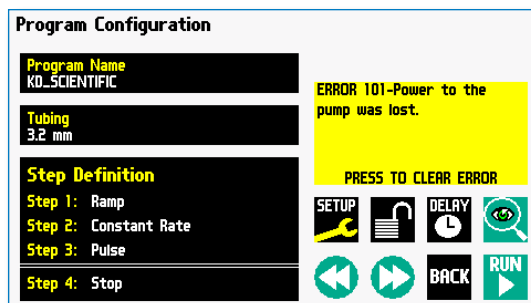 Program Configuration
Program Name
KD_SCIENTIFIC
Tubing
3.2 mm
Step Definition
Step 1: Ramp
Step 2: Constant Rate
Step 3: Pulse
Step 4: Stop
ERROR 101-Power to the
pump was lost.
PRESS TO CLEAR ERROR
SETUP
DELAY
BACK
RUN